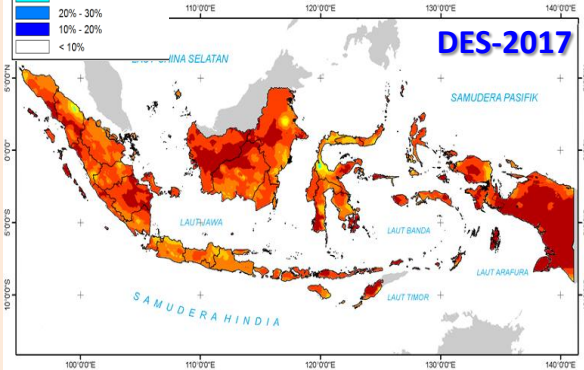 20% - 30%
10% - 20%
< 10%
110°0'0"E
120°0'0"E
130°0'0"E
140°0'0"E
DES-2017
CHINA SELATAN
SAMUDERA PASIFIK
5°0'0"N
0°0'0"
LAUT JAWA
LAUT BANDA
5°0'0"S
LAUT ARAFURA
LAUT TIMOR
10°0'0"S
SAMUDERA HINDIA
100°0'0"E
110°0'0"E
120°0'0"E
130°0'0"E
140°0'0"E